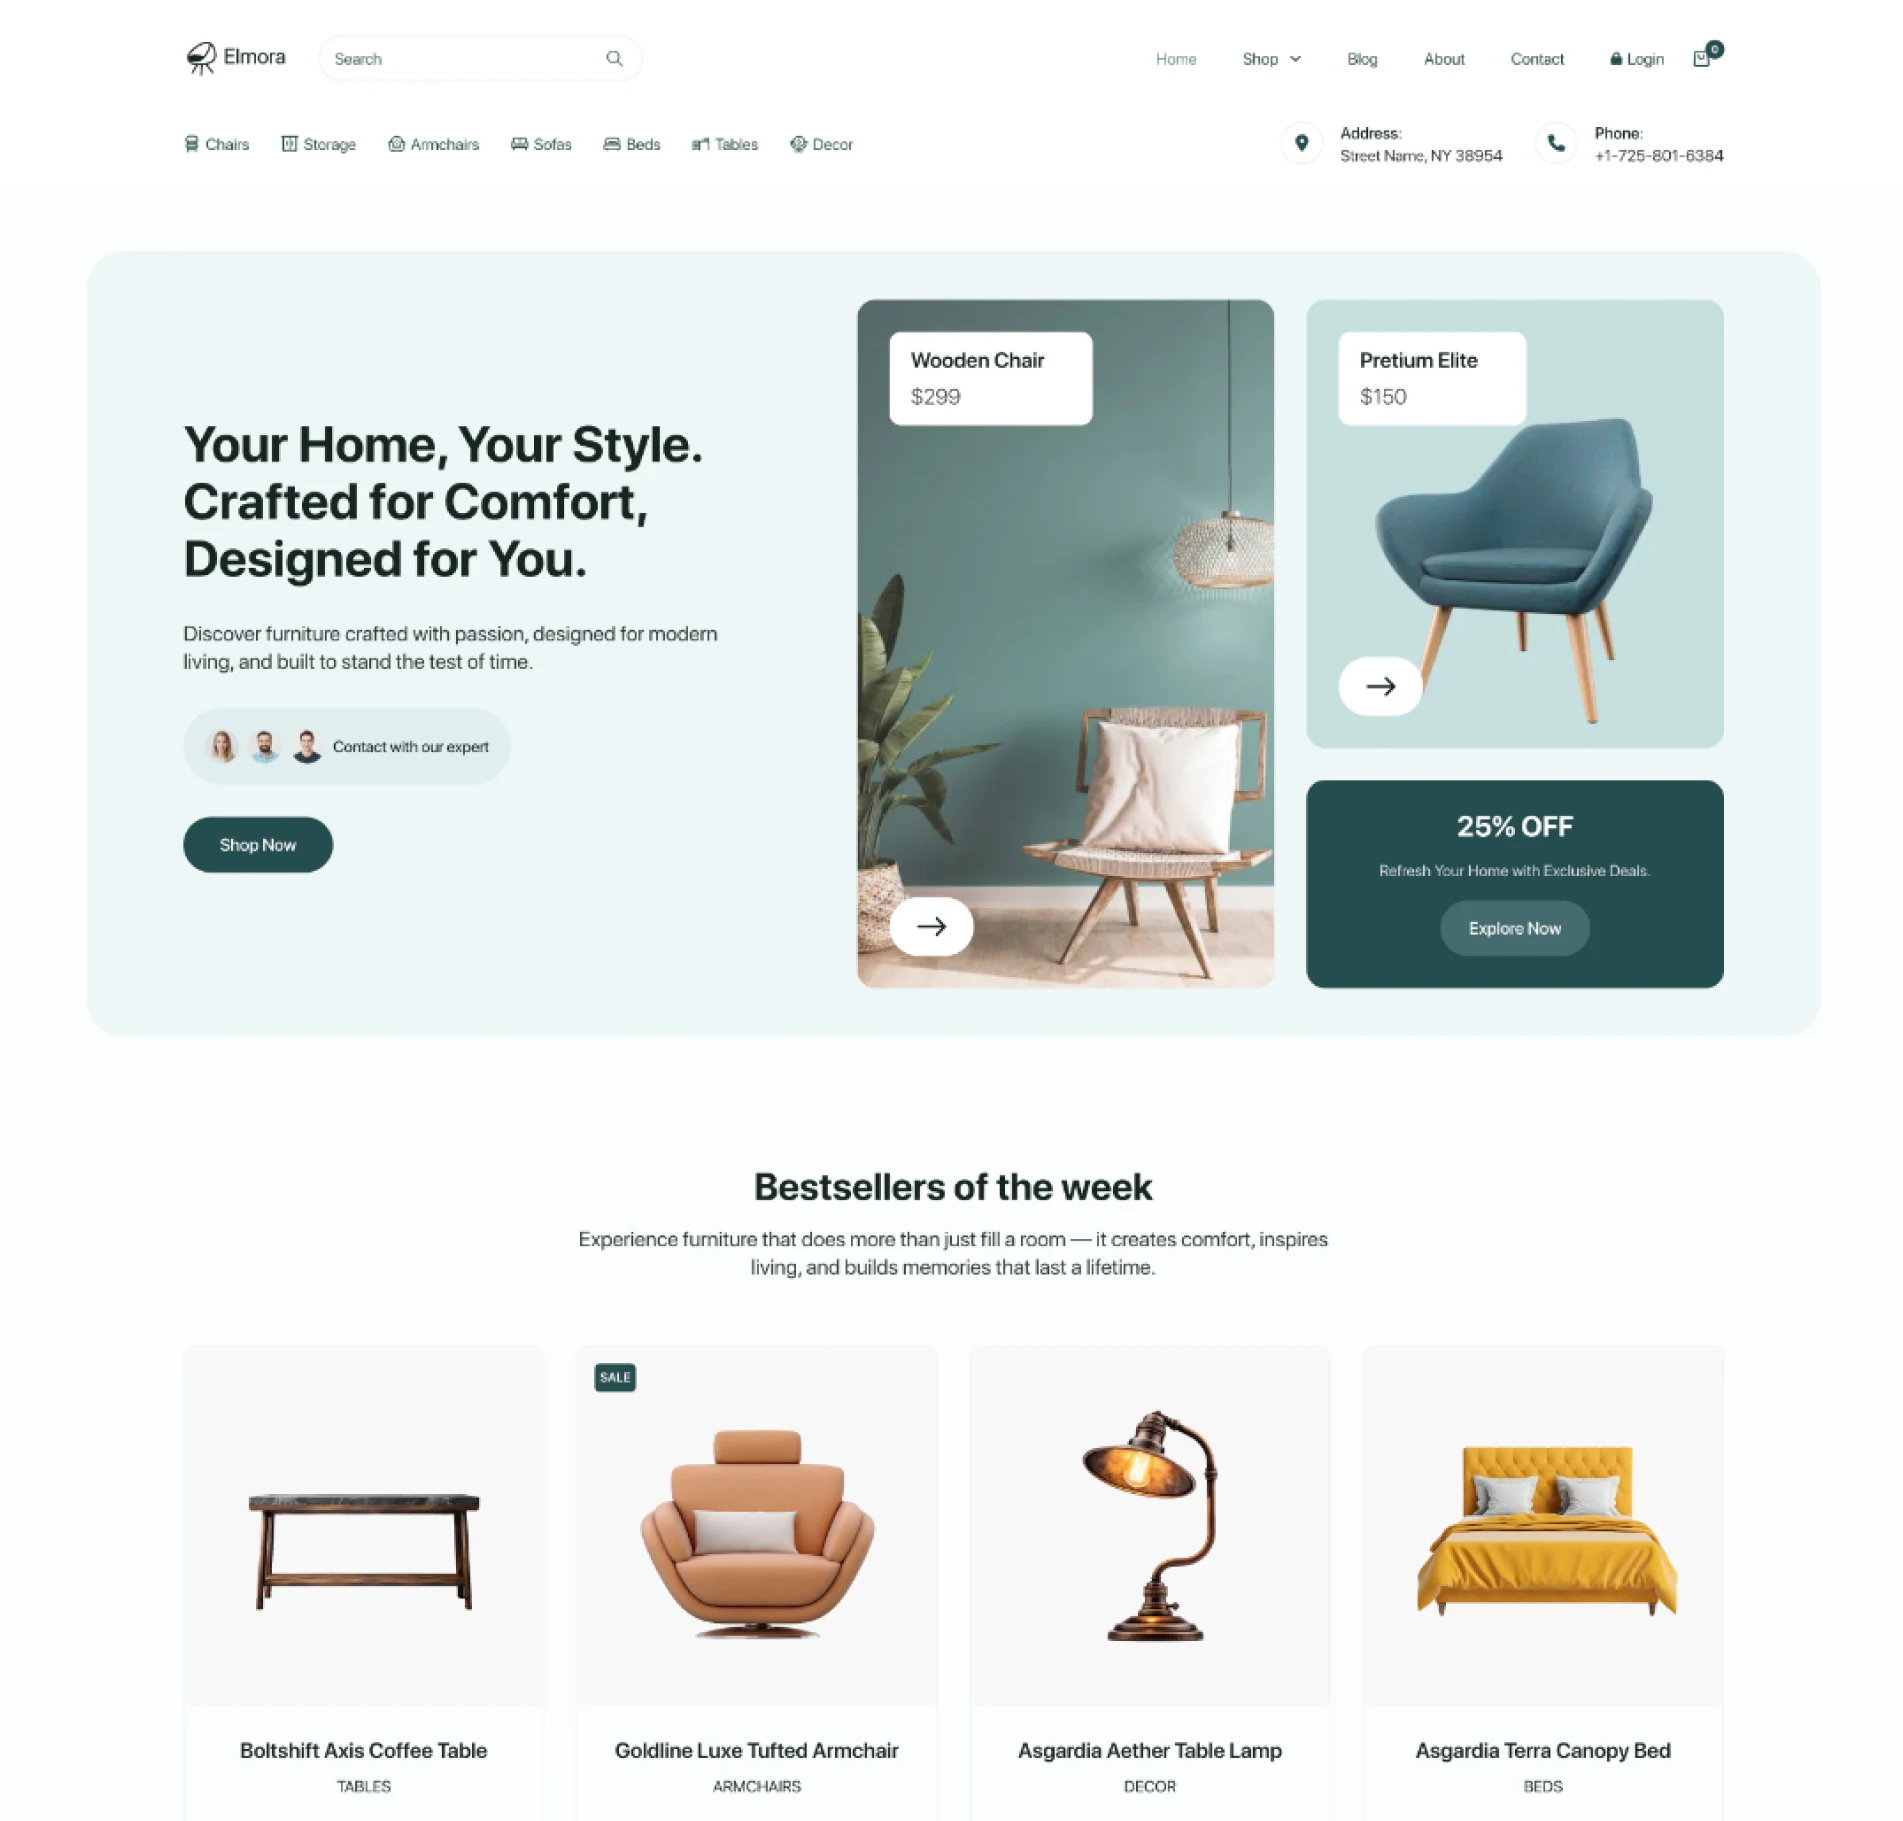 Elmora
Search
Home
Shop
Blog
About
Contact
Login
0
Chairs
Storage
Armchairs
Sofas
Beds
Tables
Decor
Address:
Street Name, NY 38954
Phone:
+1-725-801-6384
Your Home, Your Style.
Crafted for Comfort,
Designed for You.
Discover furniture crafted with passion, designed for modern
living, and built to stand the test of time.
Contact with our expert
Shop Now
Wooden Chair
$299
Pretium Elite
$150
25% OFF
Refresh Your Home with Exclusive Deals.
Explore Now
Bestsellers of the week
Experience furniture that does more than just fill a room — it creates comfort, inspires
living, and builds memories that last a lifetime.
SALE
Boltshift Axis Coffee Table
TABLES
Goldline Luxe Tufted Armchair
ARMCHAIRS
Asgardia Aether Table Lamp
DECOR
Asgardia Terra Canopy Bed
BEDS